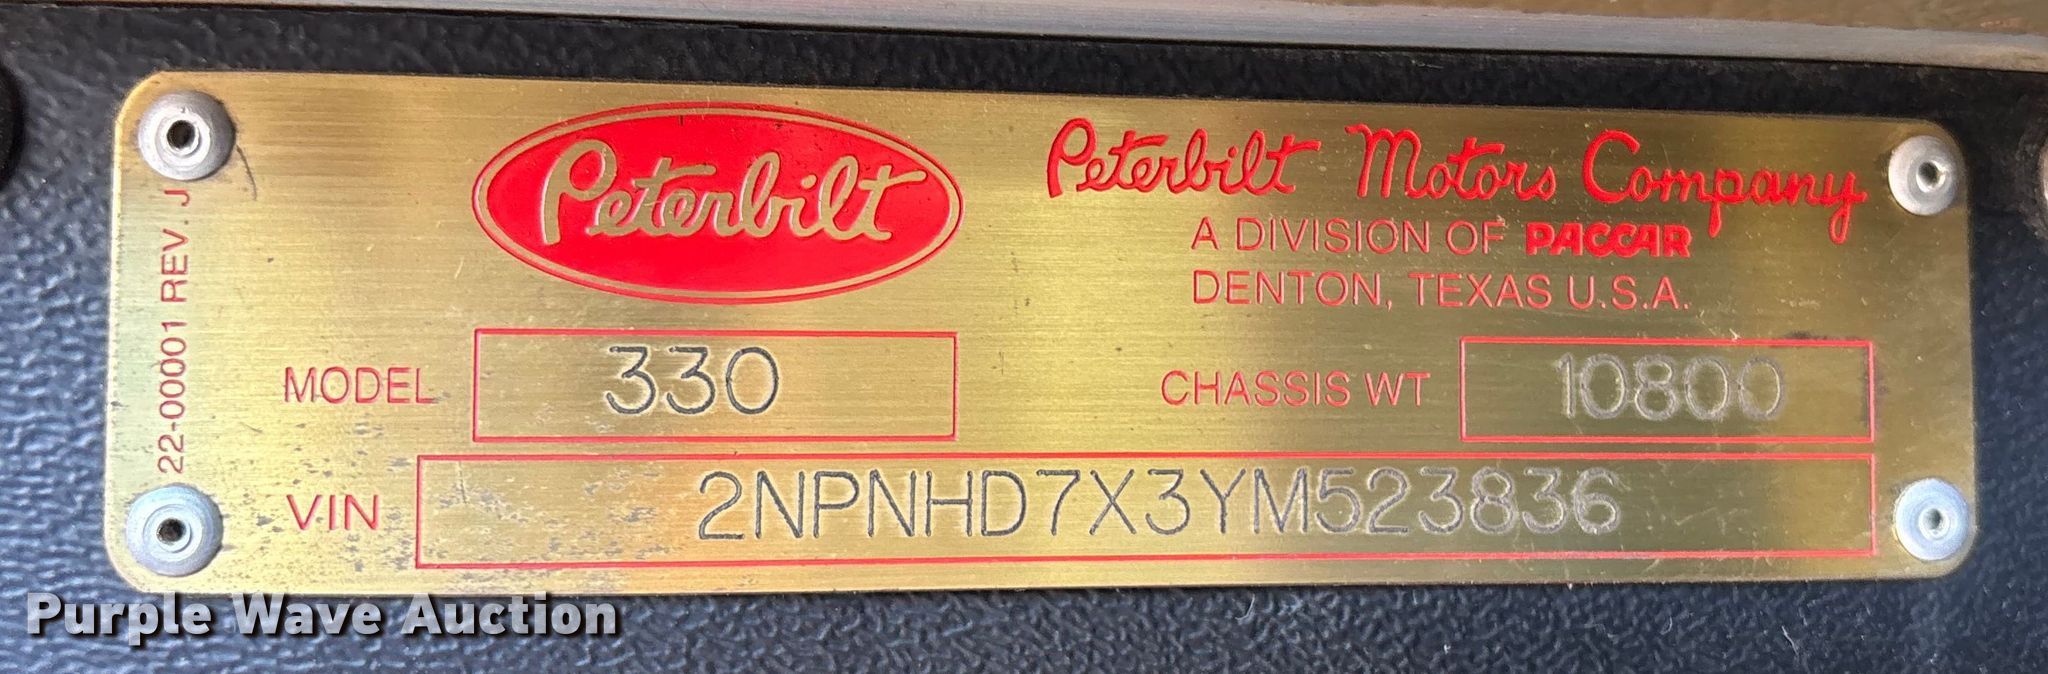 Peterbilt
Peterbilt Motors Company
A DIVISION OF PACCAR
DENTON, TEXAS U.S.A.
22-00001 REV. J
MODEL 330
CHASSIS WT 10800
VIN 2NPNHD7X3YM523836
Purple Wave Auction